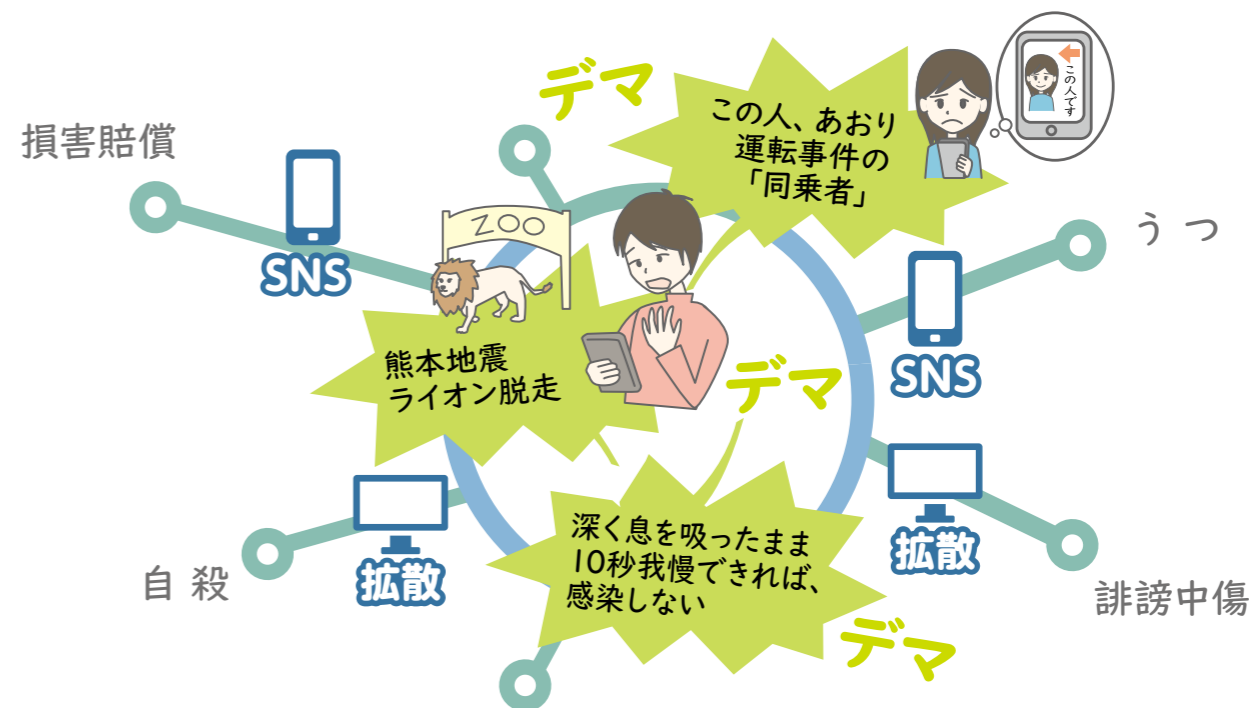 デマ
この人、あおり
運転事件の
「同乗者」
この人です
損害賠償
SNS
ZOO
うつ
SNS
熊本地震
ライオン脱走
デマ
深く息を吸ったまま
10秒我慢できれば、
感染しない
拡散
自殺
拡散
誹謗中傷
デマ